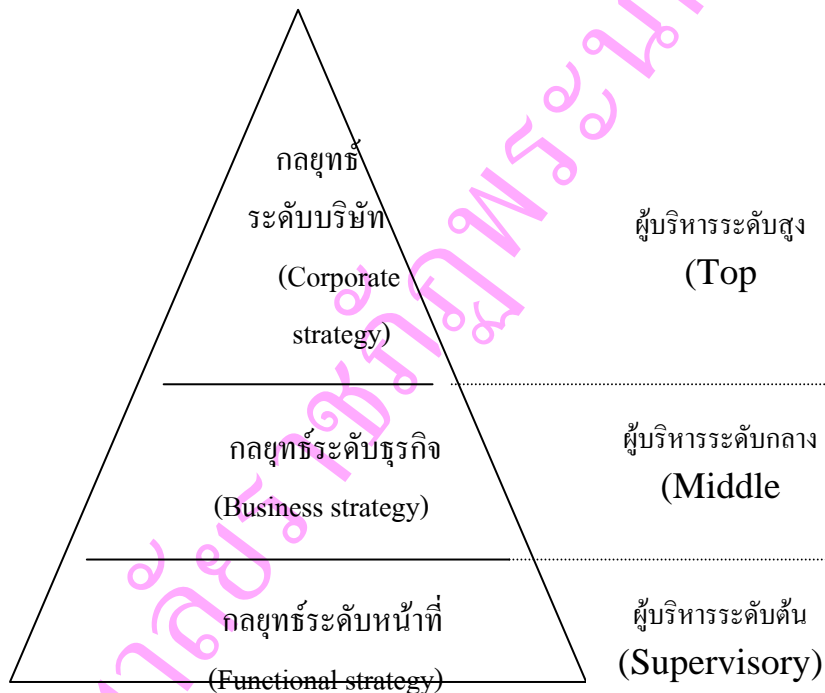 กลยุทธ์
ระดับบริษัท
(Corporate
strategy)
ผู้บริหารระดับสูง
(Top
กลยุทธ์ระดับธุรกิจ
(Business strategy)
ผู้บริหารระดับกลาง
(Middle
กลยุทธ์ระดับหน้าที่
(Functional strategy)
ผู้บริหารระดับต้น
(Supervisory)